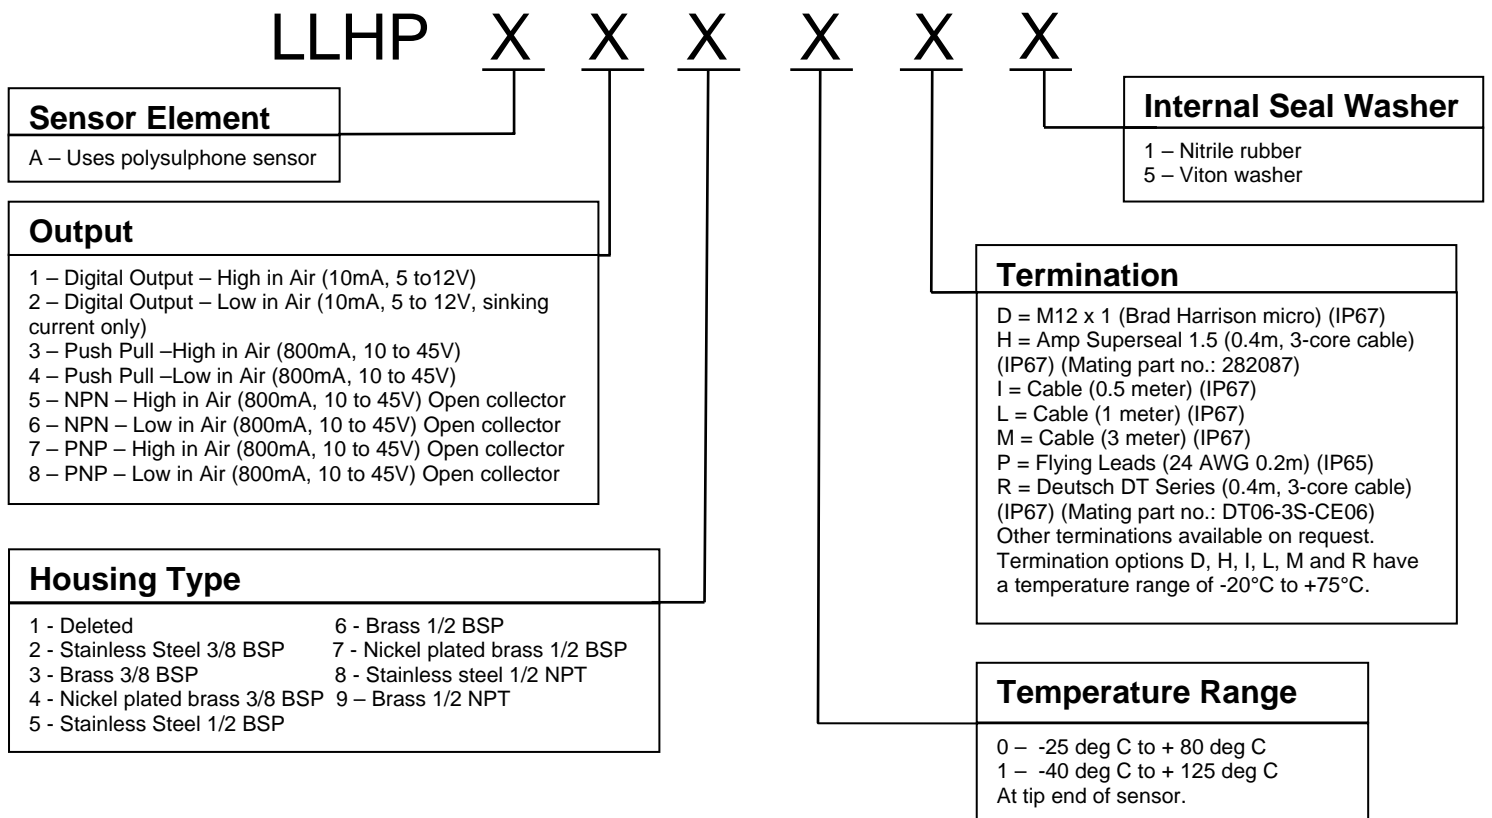 LLHP X X X X X X
Sensor Element
A – Uses polysulphone sensor
Output
1 – Digital Output – High in Air (10mA, 5 to12V)
2 – Digital Output – Low in Air (10mA, 5 to 12V, sinking
current only)
3 – Push Pull –High in Air (800mA, 10 to 45V)
4 – Push Pull –Low in Air (800mA, 10 to 45V)
5 – NPN – High in Air (800mA, 10 to 45V) Open collector
6 – NPN – Low in Air (800mA, 10 to 45V) Open collector
7 – PNP – High in Air (800mA, 10 to 45V) Open collector
8 – PNP – Low in Air (800mA, 10 to 45V) Open collector
Housing Type
1 - Deleted
2 - Stainless Steel 3/8 BSP
3 - Brass 3/8 BSP
4 - Nickel plated brass 3/8 BSP
5 - Stainless Steel 1/2 BSP
6 - Brass 1/2 BSP
7 - Nickel plated brass 1/2 BSP
8 - Stainless steel 1/2 NPT
9 – Brass 1/2 NPT
Internal Seal Washer
1 – Nitrile rubber
5 – Viton washer
Termination
D = M12 x 1 (Brad Harrison micro) (IP67)
H = Amp Superseal 1.5 (0.4m, 3-core cable)
(IP67) (Mating part no.: 282087)
I = Cable (0.5 meter) (IP67)
L = Cable (1 meter) (IP67)
M = Cable (3 meter) (IP67)
P = Flying Leads (24 AWG 0.2m) (IP65)
R = Deutsch DT Series (0.4m, 3-core cable)
(IP67) (Mating part no.: DT06-3S-CE06)
Other terminations available on request.
Termination options D, H, I, L, M and R have
a temperature range of -20°C to +75°C.
Temperature Range
0 – -25 deg C to + 80 deg C
1 – -40 deg C to + 125 deg C
At tip end of sensor.